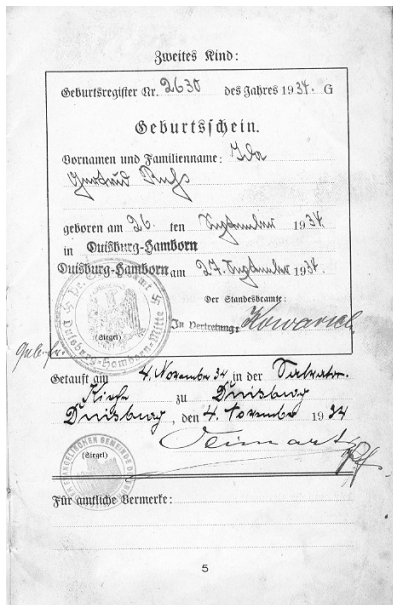 Zweites Kind:
Geburtsregister Nr. 2630 des Jahres 1934. G
Geburtsschein.
Vornamen und Familienname: Ida
Gertrud
geboren am 26. ten September 1934
in Duisburg-Hamborn
Duisburg-Hamborn am 27. September 1934.
Der Standesbeamte:
(Siegel)
In Vertretung:
Getauft am 4. November 34 in der Salvator-
Kirche zu Duisburg
Duisburg, den 4. November 1934
(Siegel)
Für amtliche Vermerke:
5